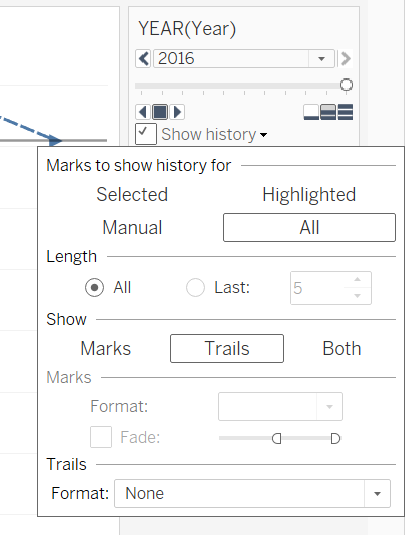 YEAR(Year)
2016
Show history
Marks to show history for
Selected Highlighted
Manual All
Length
All Last: 5
Show
Marks Trails Both
Marks
Format:
Fade:
Trails
Format: None